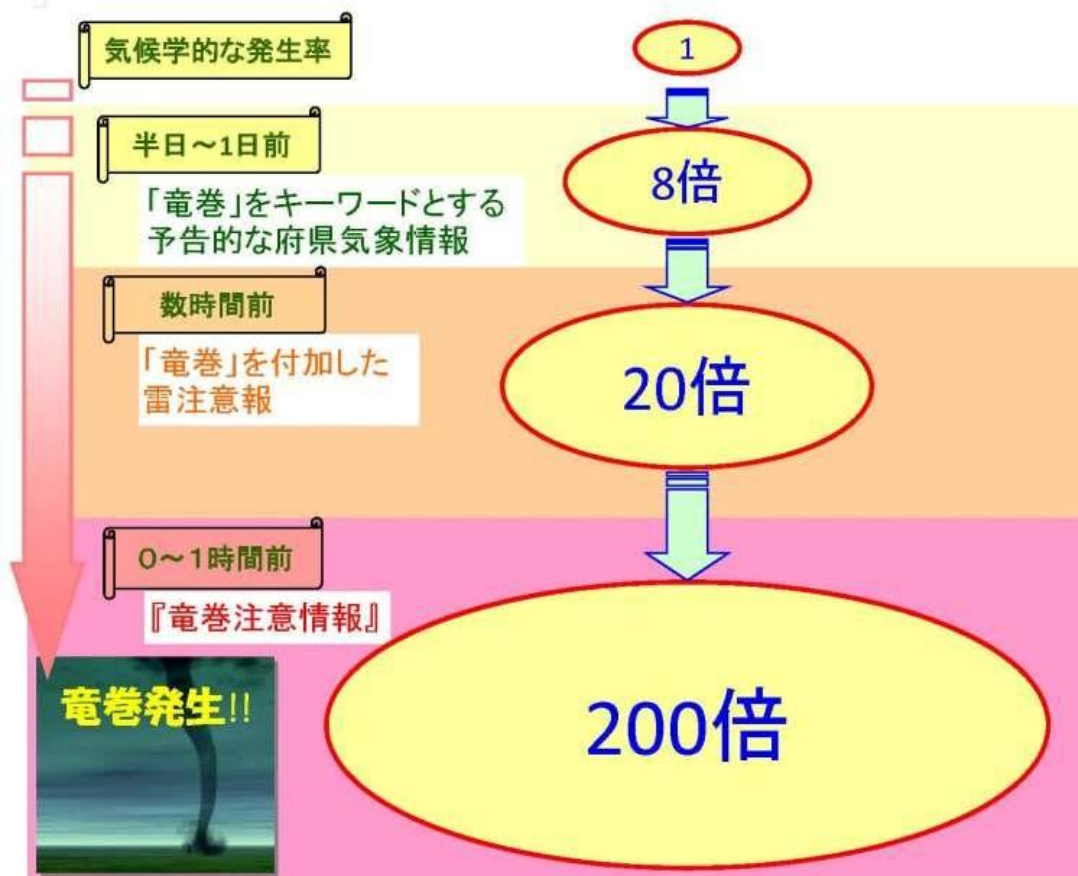 気候学的な発生率
1
半日～1日前
8倍
「竜巻」をキーワードとする
予告的な府県気象情報
数時間前
「竜巻」を付加した
雷注意報
20倍
0～1時間前
『竜巻注意情報』
竜巻発生!!
200倍